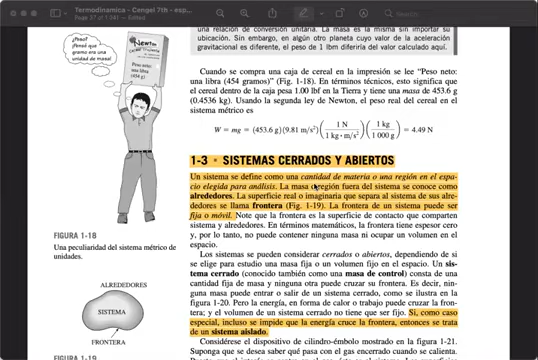 Termodinamica - Cengel 7th - esp...
Page 37 of 1 041 — Edited
Search
una relación de conversión unitaria. La masa es la misma sin importar su
ubicación. Sin embargo, en algún otro planeta cuyo valor de la aceleración
gravitacional es diferente, el peso de 1 lbm diferiría del valor calculado aquí.
¿Peso?
¡Pensé que
gramo era una
unidad de masa!
Peso neto:
una libra
(454 g)
FIGURA 1-18
Una peculiaridad del sistema métrico de
unidades.
ALREDEDORES
SISTEMA
FRONTERA
FIGURA 1-19
Cuando se compra una caja de cereal en la impresión se lee "Peso neto:
una libra (454 gramos)" (Fig. 1-18). En términos técnicos, esto significa que
el cereal dentro de la caja pesa 1.00 lbf en la Tierra y tiene una masa de 453.6 g
(0.4536 kg). Usando la segunda ley de Newton, el peso real del cereal en el
sistema métrico es
W = mg = (453.6 g)(9.81 m/s²)(1 N / 1 kg · m/s²)(1 kg / 1 000 g) = 4.49 N
1-3 SISTEMAS CERRADOS Y ABIERTOS
Un sistema se define como una cantidad de materia o una región en el espa-
cio elegida para análisis. La masa o región fuera del sistema se conoce como
alrededores. La superficie real o imaginaria que separa al sistema de sus alre-
dedores se llama frontera (Fig. 1-19). La frontera de un sistema puede ser
fija o móvil. Note que la frontera es la superficie de contacto que comparten
sistema y alrededores. En términos matemáticos, la frontera tiene espesor cero
y, por lo tanto, no puede contener ninguna masa ni ocupar un volumen en el
espacio.
Los sistemas se pueden considerar cerrados o abiertos, dependiendo de si
se elige para estudio una masa fija o un volumen fijo en el espacio. Un sis-
tema cerrado (conocido también como una masa de control) consta de una
cantidad fija de masa y ninguna otra puede cruzar su frontera. Es decir, nin-
guna masa puede entrar o salir de un sistema cerrado, como se ilustra en la
figura 1-20. Pero la energía, en forma de calor o trabajo puede cruzar la fron-
tera; y el volumen de un sistema cerrado no tiene que ser fijo. Si, como caso
especial, incluso se impide que la energía cruce la frontera, entonces se trata
de un sistema aislado.
Considérese el dispositivo de cilindro-émbolo mostrado en la figura 1-21.
Suponga que se desea saber qué pasa con el gas encerrado cuando se calienta.